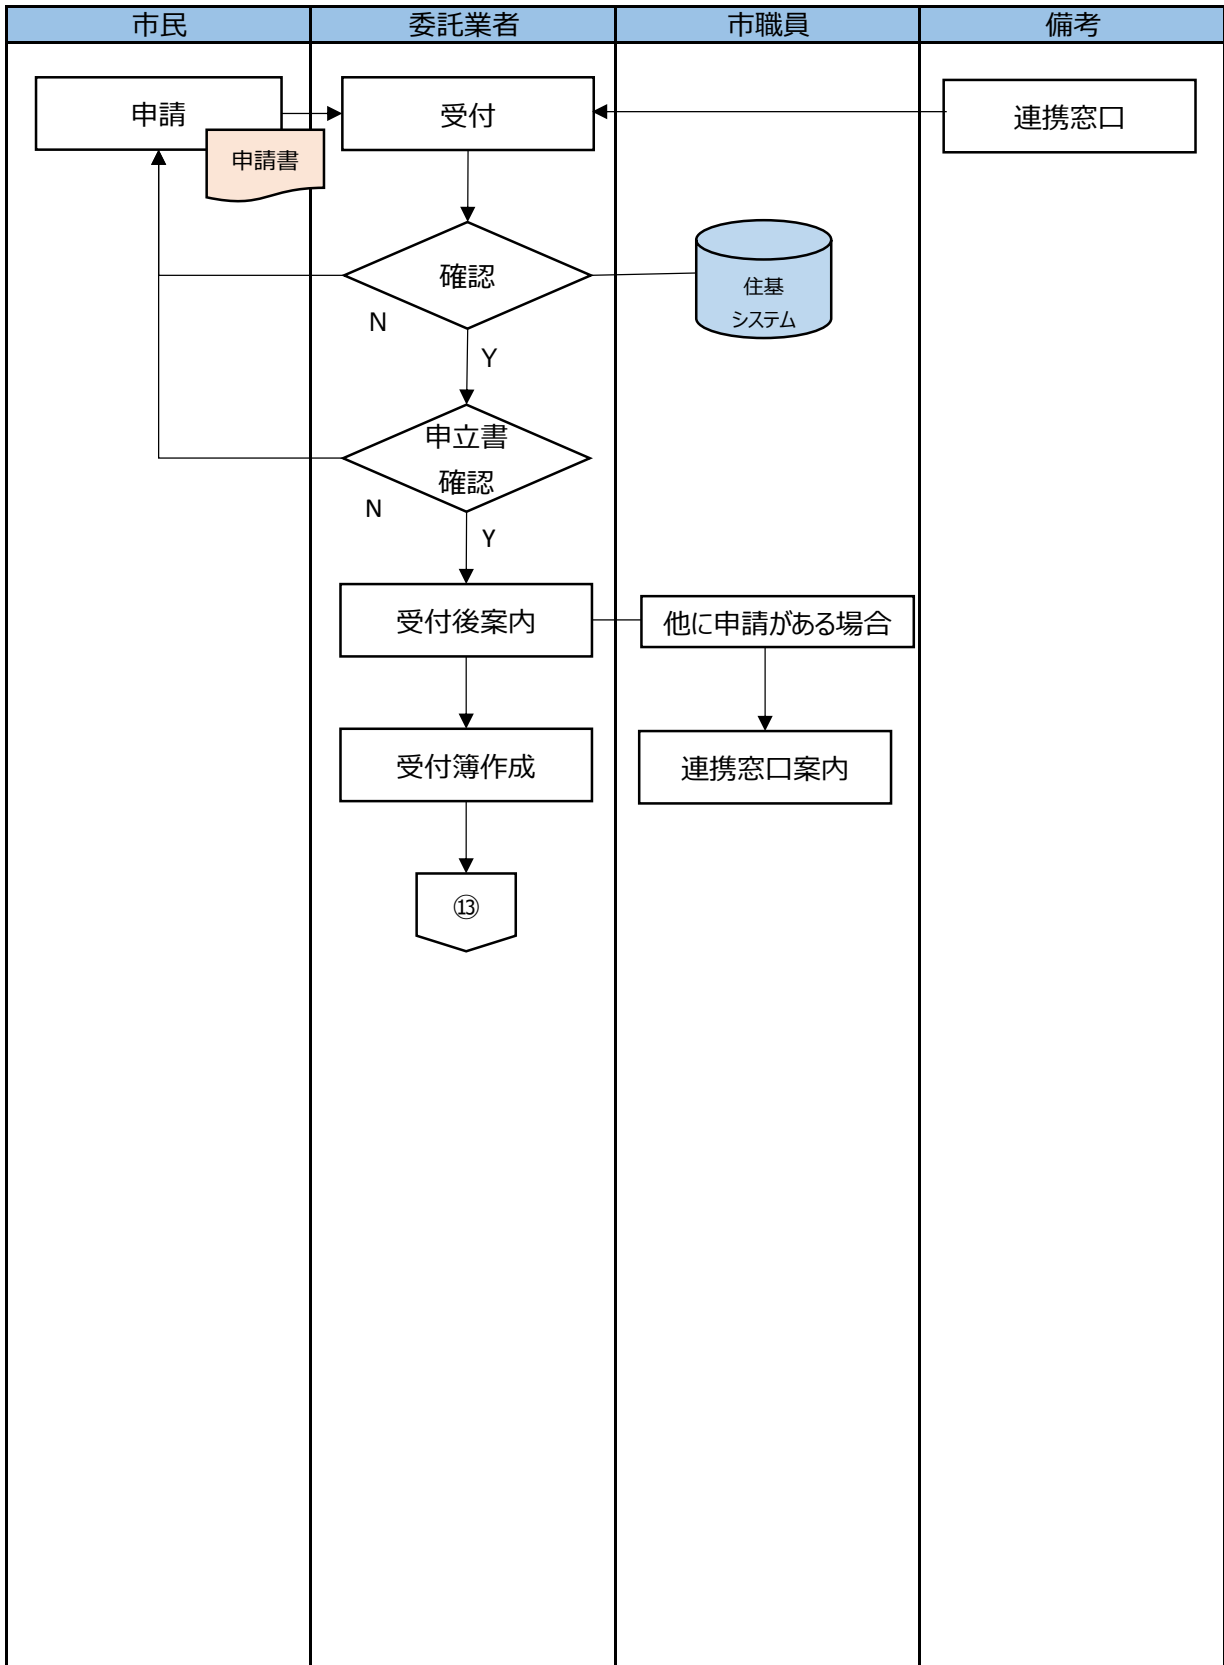 市民
委託業者
市職員
備考
申請
受付
連携窓口
申請書
確認
住基
システム
N
Y
申立書
確認
N
Y
受付後案内
他に申請がある場合
受付簿作成
連携窓口案内
⑬